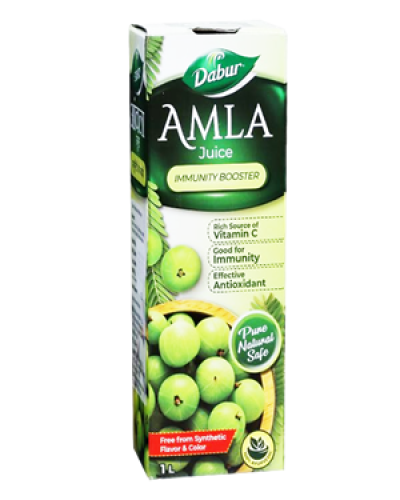 Dabur
AMLA
Juice
IMMUNITY BOOSTER
Rich Source of
Vitamin C
Good for
Immunity
Effective
Antioxidant
Pure
Natural
Safe
Free from Synthetic
Flavor & Color
1 L